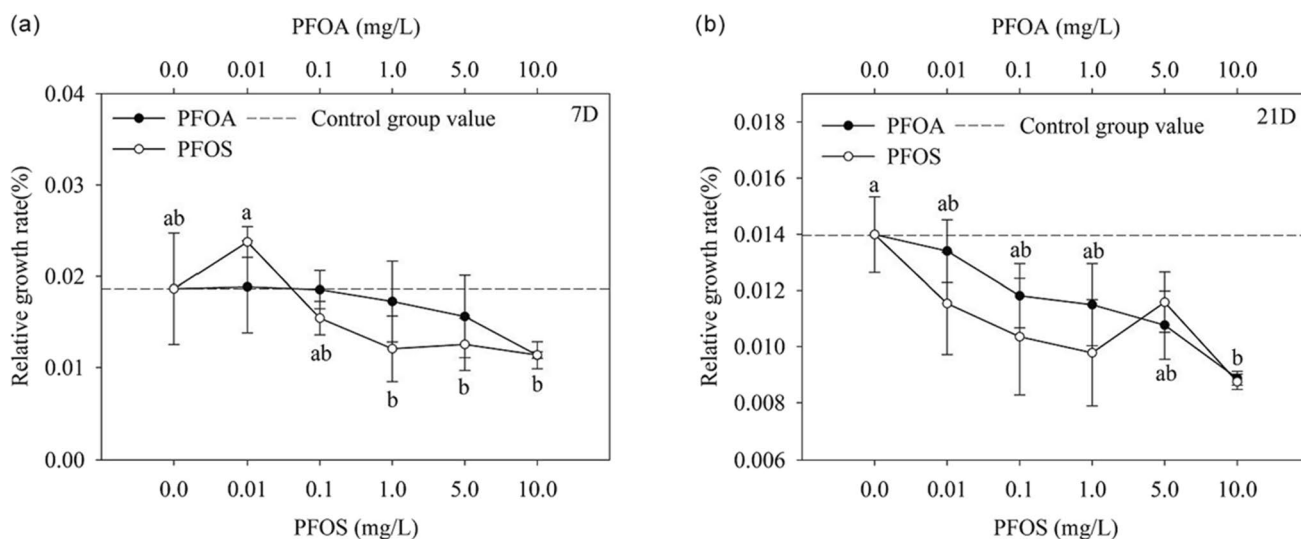 (a)
PFOA (mg/L)
0.0 0.01 0.1 1.0 5.0 10.0
0.04
0.03
0.02
0.01
0.00
Relative growth rate(%)
PFOA
Control group value
7D
PFOS
ab
a
ab
b
b
b
0.0 0.01 0.1 1.0 5.0 10.0
PFOS (mg/L)
(b)
PFOA (mg/L)
0.0 0.01 0.1 1.0 5.0 10.0
0.018
0.016
0.014
0.012
0.010
0.008
0.006
Relative growth rate(%)
PFOA
Control group value
21D
PFOS
a
ab
ab
ab
ab
b
0.0 0.01 0.1 1.0 5.0 10.0
PFOS (mg/L)